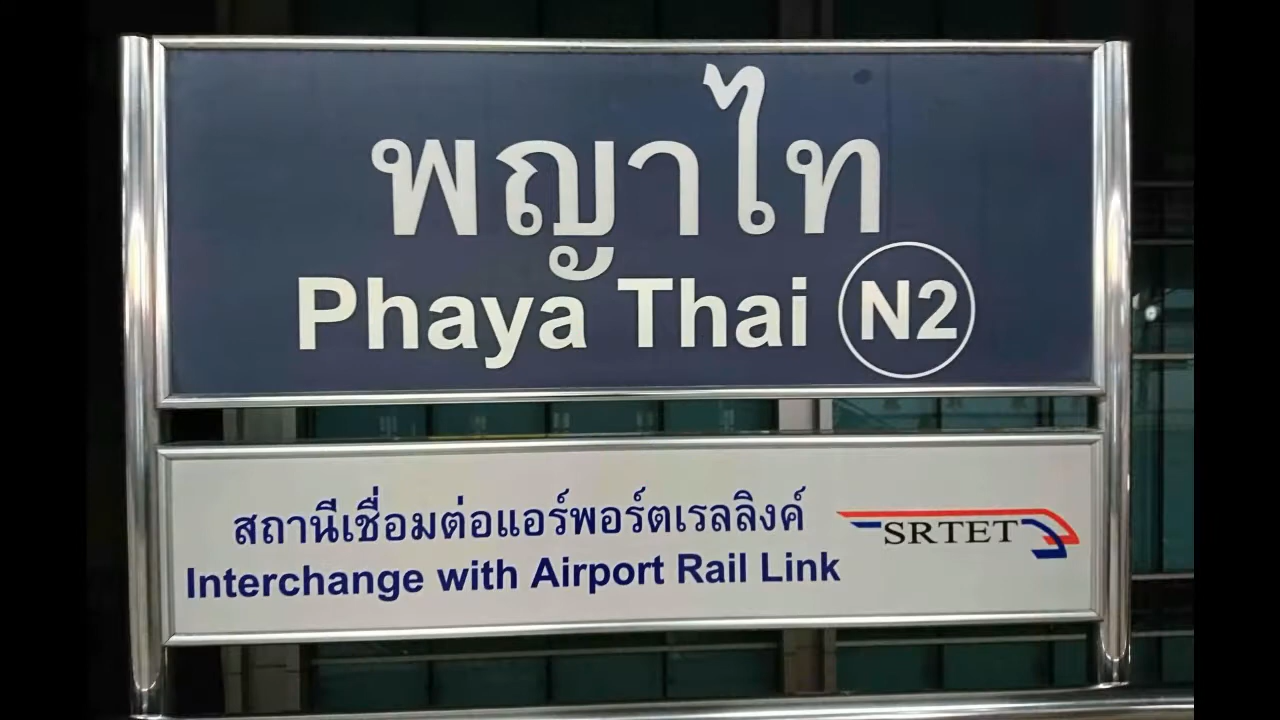 พญาไท
Phaya Thai N2
สถานีเชื่อมต่อแอร์พอร์ตเรลลิงค์
Interchange with Airport Rail Link
SRTET